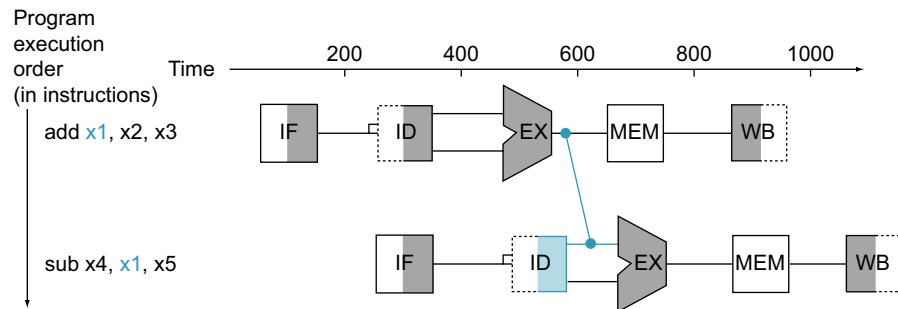 Program
execution
order
(in instructions)
Time
200 400 600 800 1000
add x1, x2, x3
IF ID EX MEM WB
sub x4, x1, x5
IF ID EX MEM WB